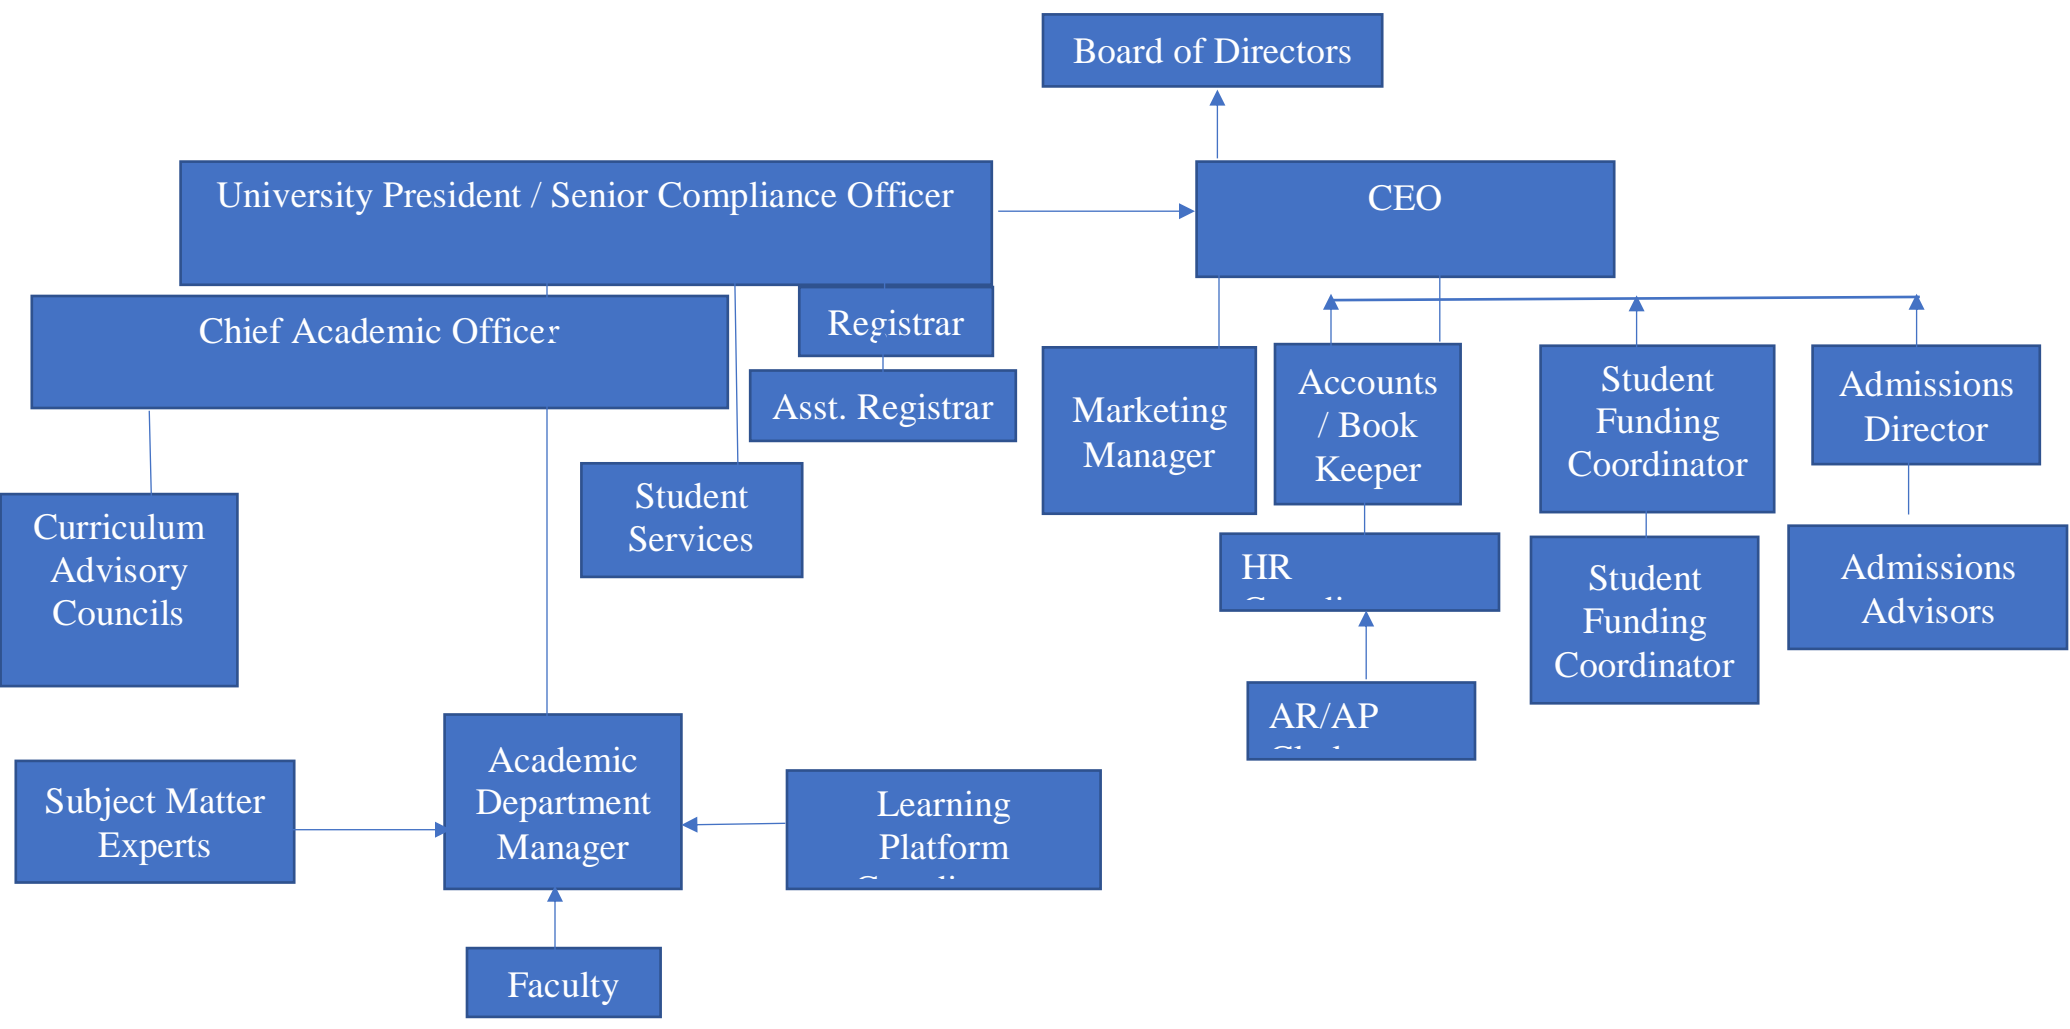 Board of Directors
University President / Senior Compliance Officer
CEO
Chief Academic Officer
Registrar
Asst. Registrar
Marketing
Manager
Accounts
/ Book
Keeper
Student
Funding
Coordinator
Admissions
Director
Curriculum
Advisory
Councils
Student
Services
HR
Student
Funding
Coordinator
Admissions
Advisors
AR/AP
Subject Matter
Experts
Academic
Department
Manager
Learning
Platform
Faculty